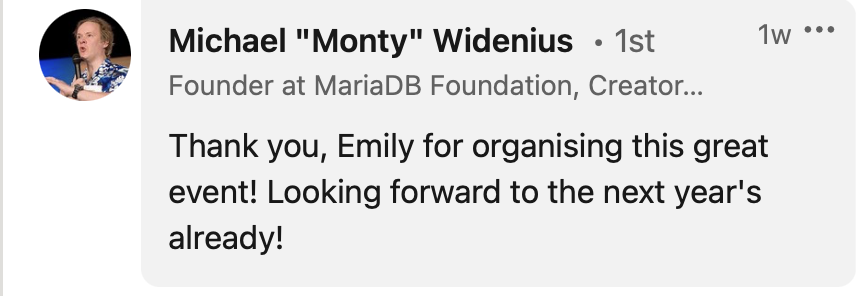 Michael "Monty" Widenius • 1st 1w •••
Founder at MariaDB Foundation, Creator...
Thank you, Emily for organising this great
event! Looking forward to the next year's
already!